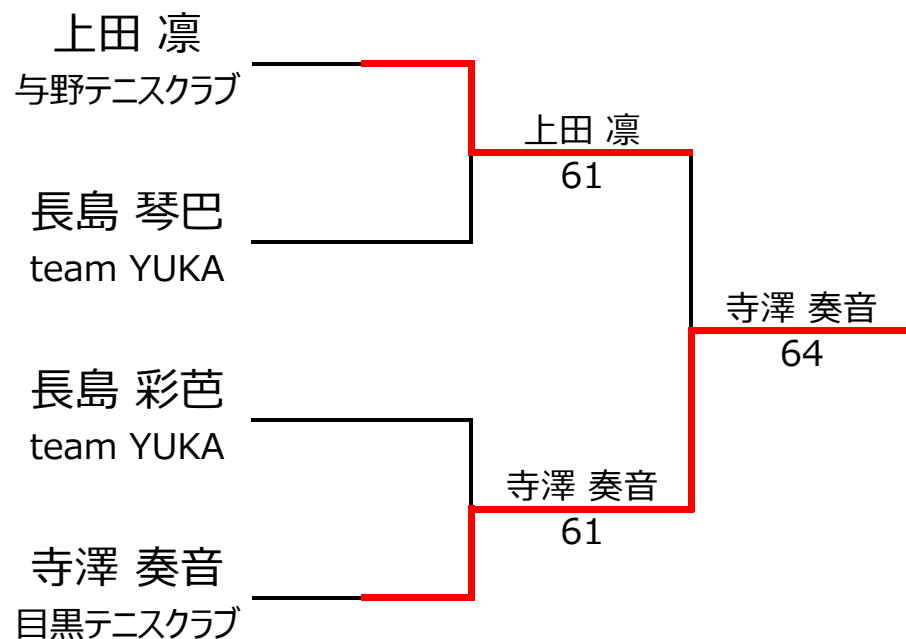 上田 凛
与野テニスクラブ
長島 琴巴
team YUKA
長島 彩芭
team YUKA
寺澤 奏音
目黒テニスクラブ
上田 凛
61
寺澤 奏音
61
寺澤 奏音
64